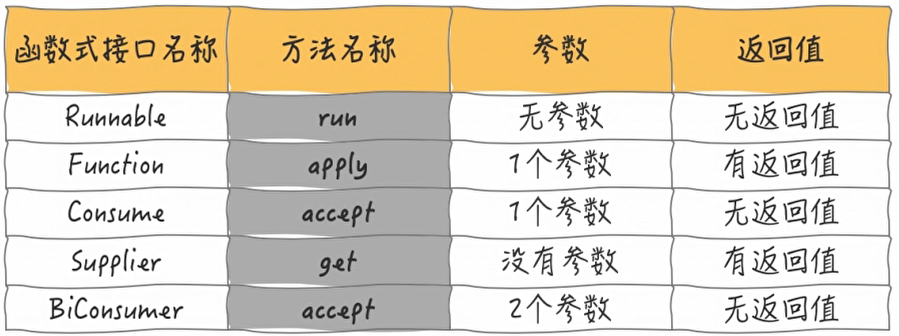 函数式接口名称 方法名称 参数 返回值
Runnable run 无参数 无返回值
Function apply 1个参数 有返回值
Consume accept 1个参数 无返回值
Supplier get 没有参数 有返回值
BiConsumer accept 2个参数 无返回值